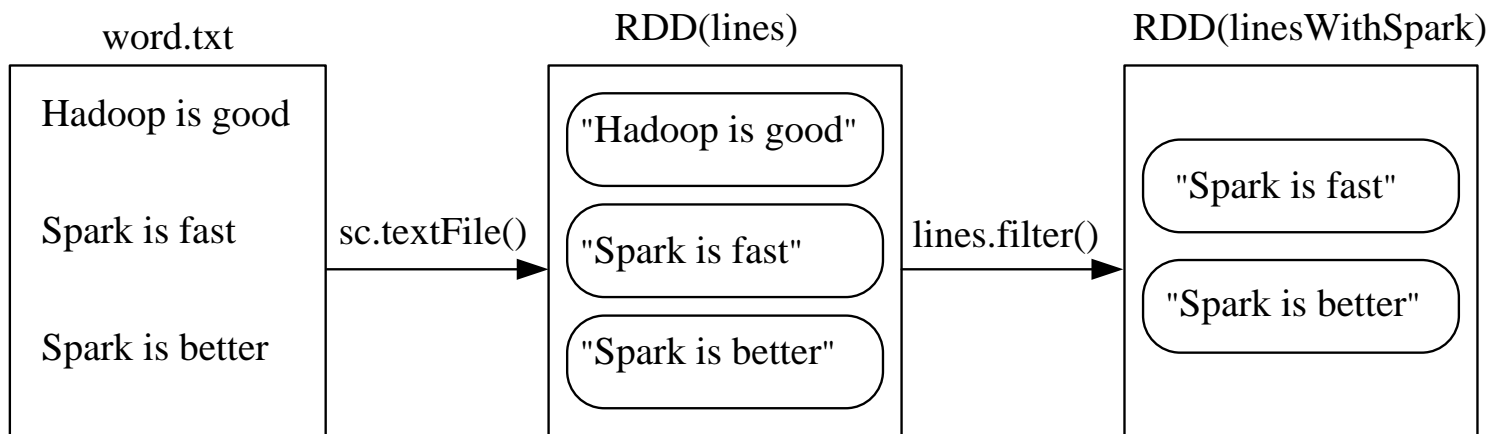 word.txt
Hadoop is good
Spark is fast
Spark is better
sc.textFile()
RDD(lines)
"Hadoop is good"
"Spark is fast"
"Spark is better"
lines.filter()
RDD(linesWithSpark)
"Spark is fast"
"Spark is better"